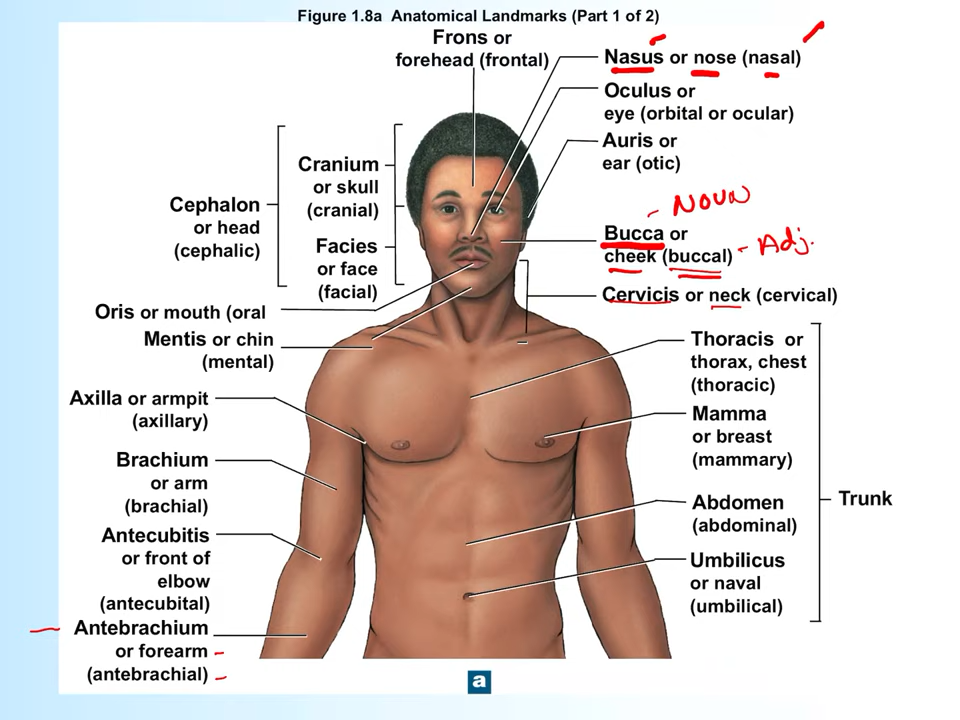 Figure 1.8a Anatomical Landmarks (Part 1 of 2)
Frons or
forehead (frontal)
Nasus or nose (nasal)
Oculus or
eye (orbital or ocular)
Auris or
ear (otic)
Cranium
or skull
(cranial)
Cephalon
or head
(cephalic)
Facies
or face
(facial)
NOUN
Bucca or
cheek (buccal)
Adj.
Cervicis or neck (cervical)
Oris or mouth (oral
Mentis or chin
(mental)
Thoracis or
thorax, chest
(thoracic)
Axilla or armpit
(axillary)
Mamma
or breast
(mammary)
Brachium
or arm
(brachial)
Trunk
Abdomen
(abdominal)
Antecubitis
or front of
elbow
(antecubital)
Umbilicus
or naval
(umbilical)
Antebrachium
or forearm
(antebrachial)
a